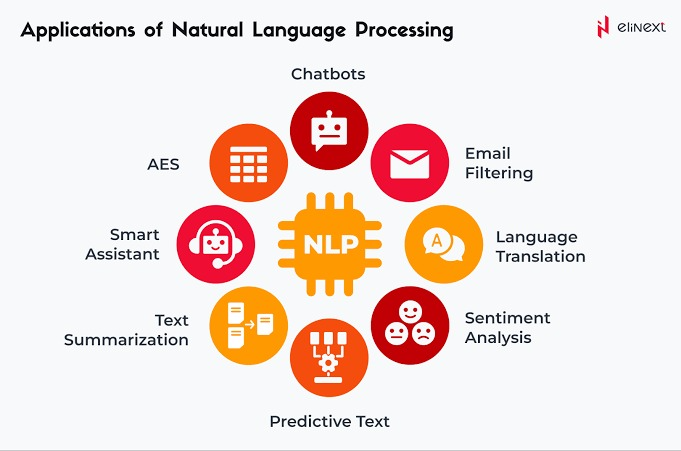 Applications of Natural Language Processing
eliNext
Chatbots
AES
Email
Filtering
Smart
Assistant
NLP
A
Language
Translation
Text
Summarization
Sentiment
Analysis
Predictive Text